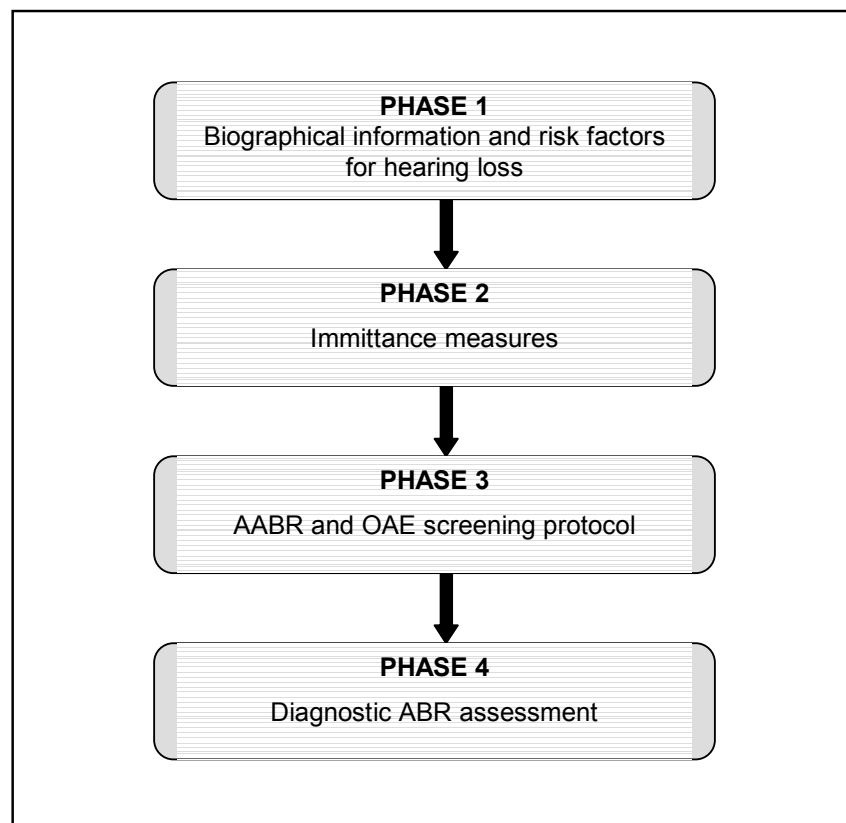 PHASE 1
Biographical information and risk factors
for hearing loss
PHASE 2
Immittance measures
PHASE 3
AABR and OAE screening protocol
PHASE 4
Diagnostic ABR assessment